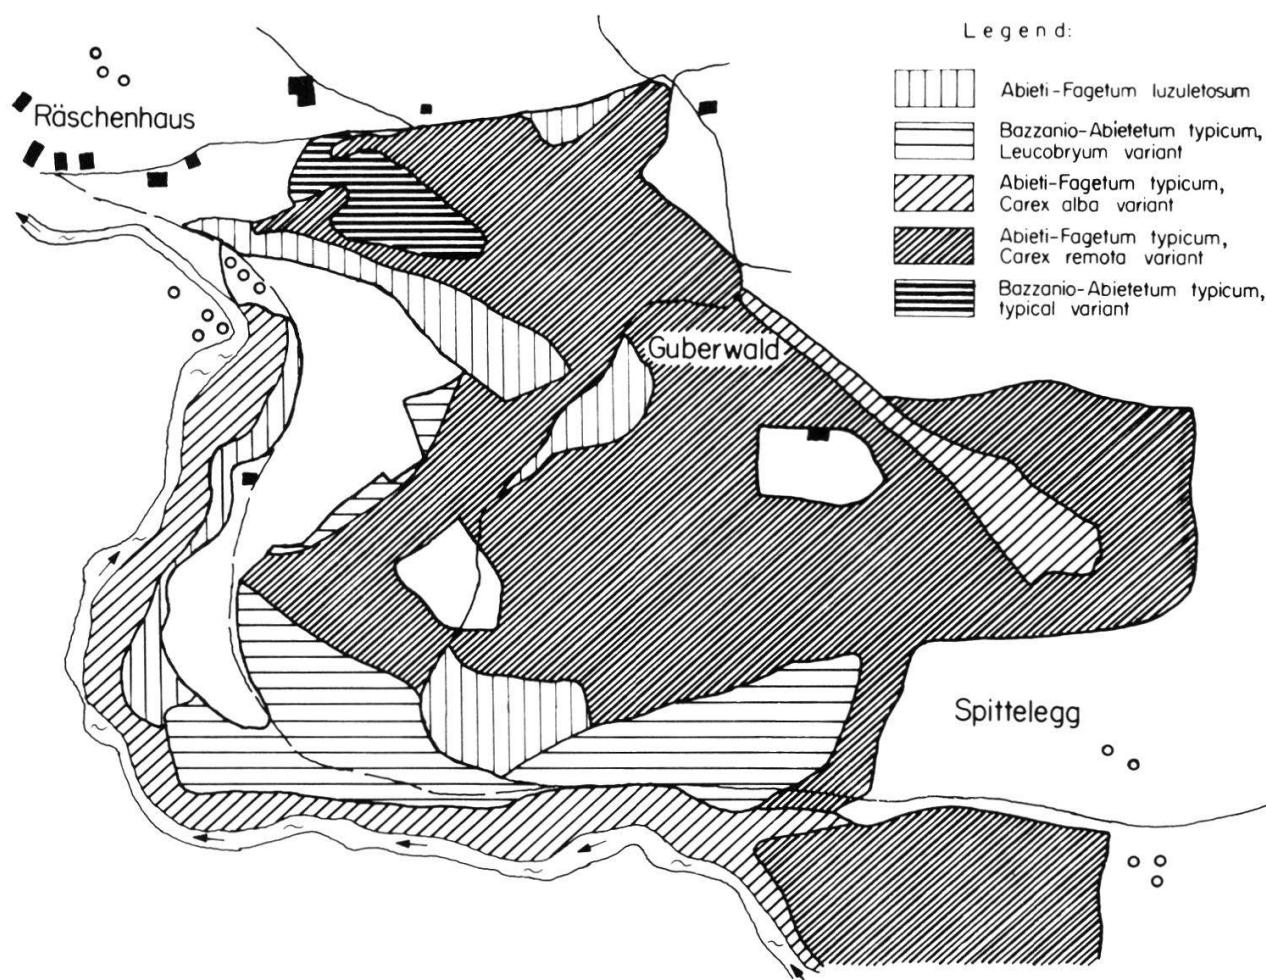 Legend:
Räschenhaus
Abieti-Fagetum luzuletosum
Bazzanio-Abietetum typicum,
Leucobryum variant
Abieti-Fagetum typicum,
Carex alba variant
Abieti-Fagetum typicum,
Carex remota variant
Bazzanio-Abietetum typicum,
typical variant
Guberwald
Spittelegg